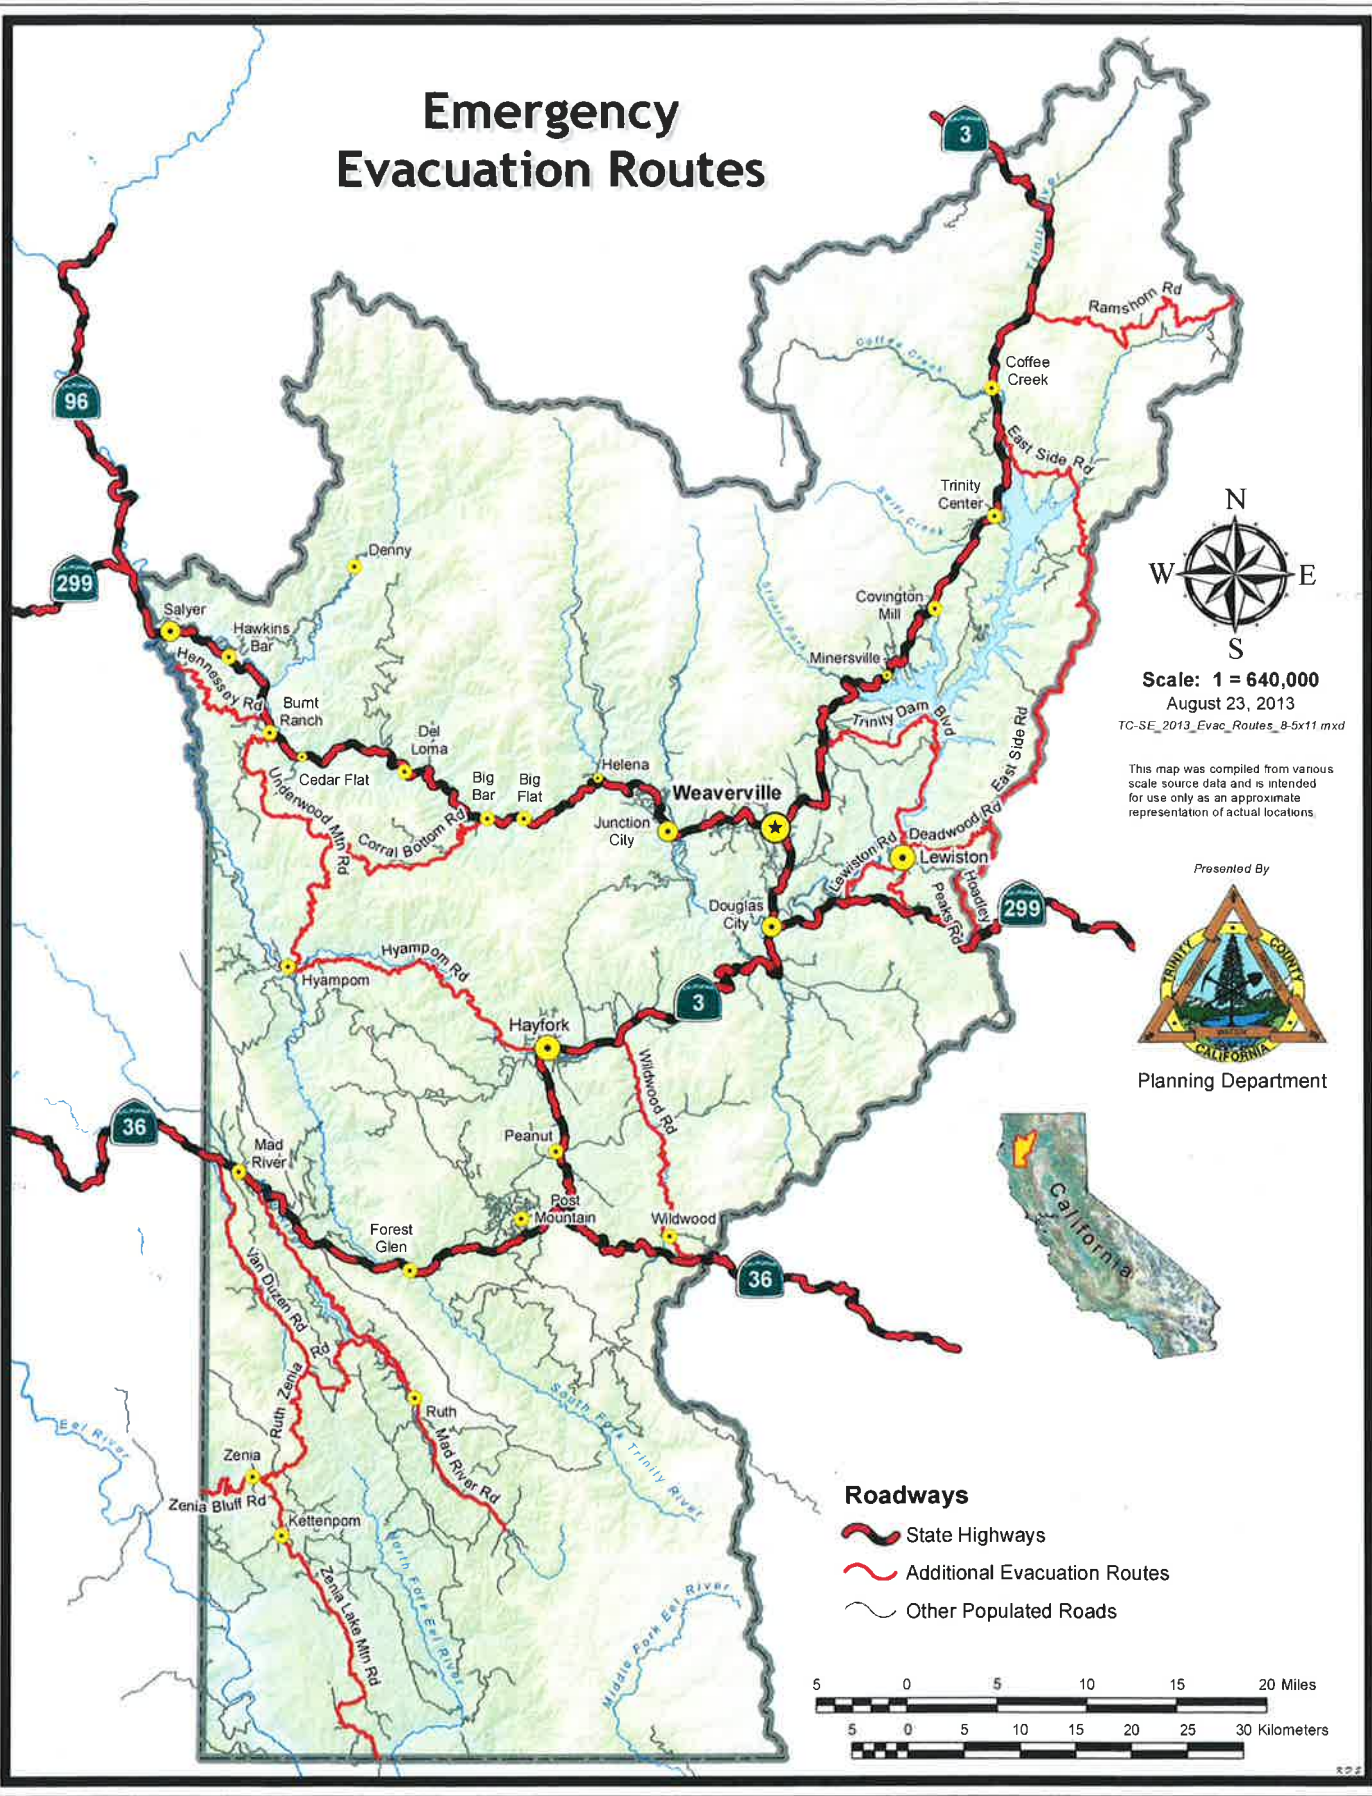 Emergency
Evacuation Routes
3
Trinity River
Ramshorn Rd
Coffee Creek
Coffee
Creek
96
East Side Rd
Trinity
Center
Swift Creek
N
W
E
S
299
Denny
Salyer
Hawkins
Bar
Covington
Mill
Stuart Fork
Minersville
Hennessey Rd
Scale: 1 = 640,000
August 23, 2013
TC-SE_2013_Evac_Routes_8-5x11.mxd
Burnt
Ranch
Trinity Dam Blvd
East Side Rd
Del
Loma
Cedar Flat
Helena
This map was compiled from various
scale source data and is intended
for use only as an approximate
representation of actual locations.
Big
Bar
Big
Flat
Weaverville
Underwood Mtn Rd
Corral Bottom Rd
Junction
City
Lewiston Rd
Deadwood Rd
Lewiston
Presented By
Hoadley
Peaks Rd
299
Douglas
City
Hyampom Rd
Hyampom
3
TRINITY
COUNTY
CALIFORNIA
Planning Department
Hayfork
Wildwood Rd
36
Mad
River
Peanut
California
Post
Mountain
Wildwood
Forest
Glen
36
Van Duzen Rd
Ruth Zenia Rd
Ruth
South Fork Trinity River
Eel River
Zenia
Mad River Rd
Zenia Bluff Rd
Kettenpom
North Fork Eel River
Zenia Lake Mtn Rd
Middle Fork Eel River
Roadways
State Highways
Additional Evacuation Routes
Other Populated Roads
5 0 5 10 15 20 Miles
5 0 5 10 15 20 25 30 Kilometers